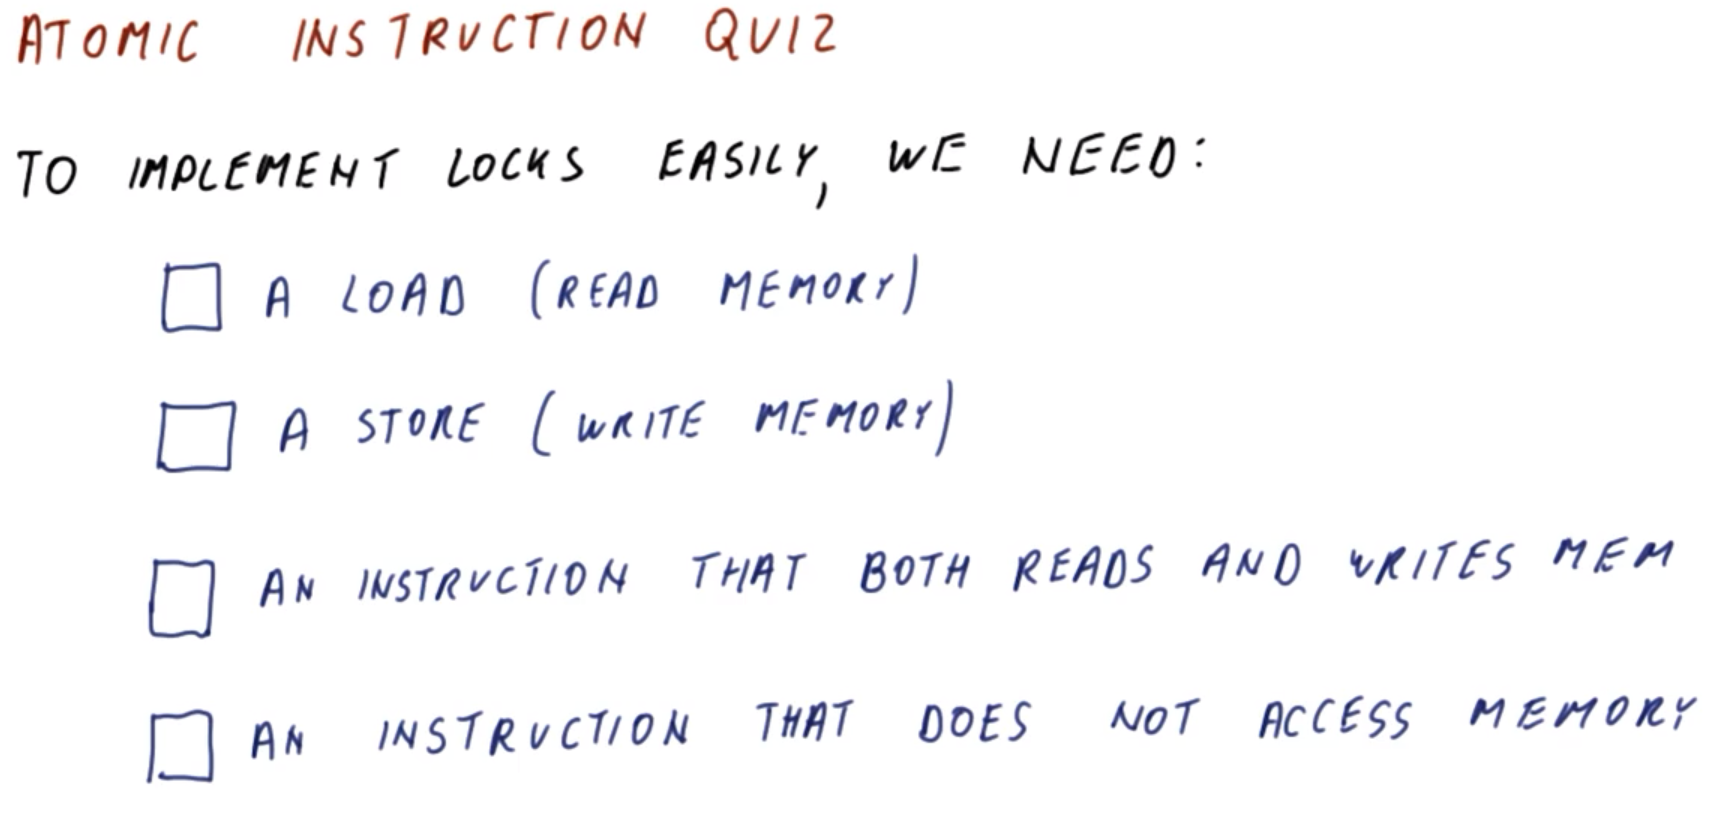 ATOMIC INSTRUCTION QUIZ
TO IMPLEMENT LOCKS EASILY, WE NEED:
A LOAD (READ MEMORY)
A STORE (WRITE MEMORY)
AN INSTRUCTION THAT BOTH READS AND WRITES MEM
AN INSTRUCTION THAT DOES NOT ACCESS MEMORY